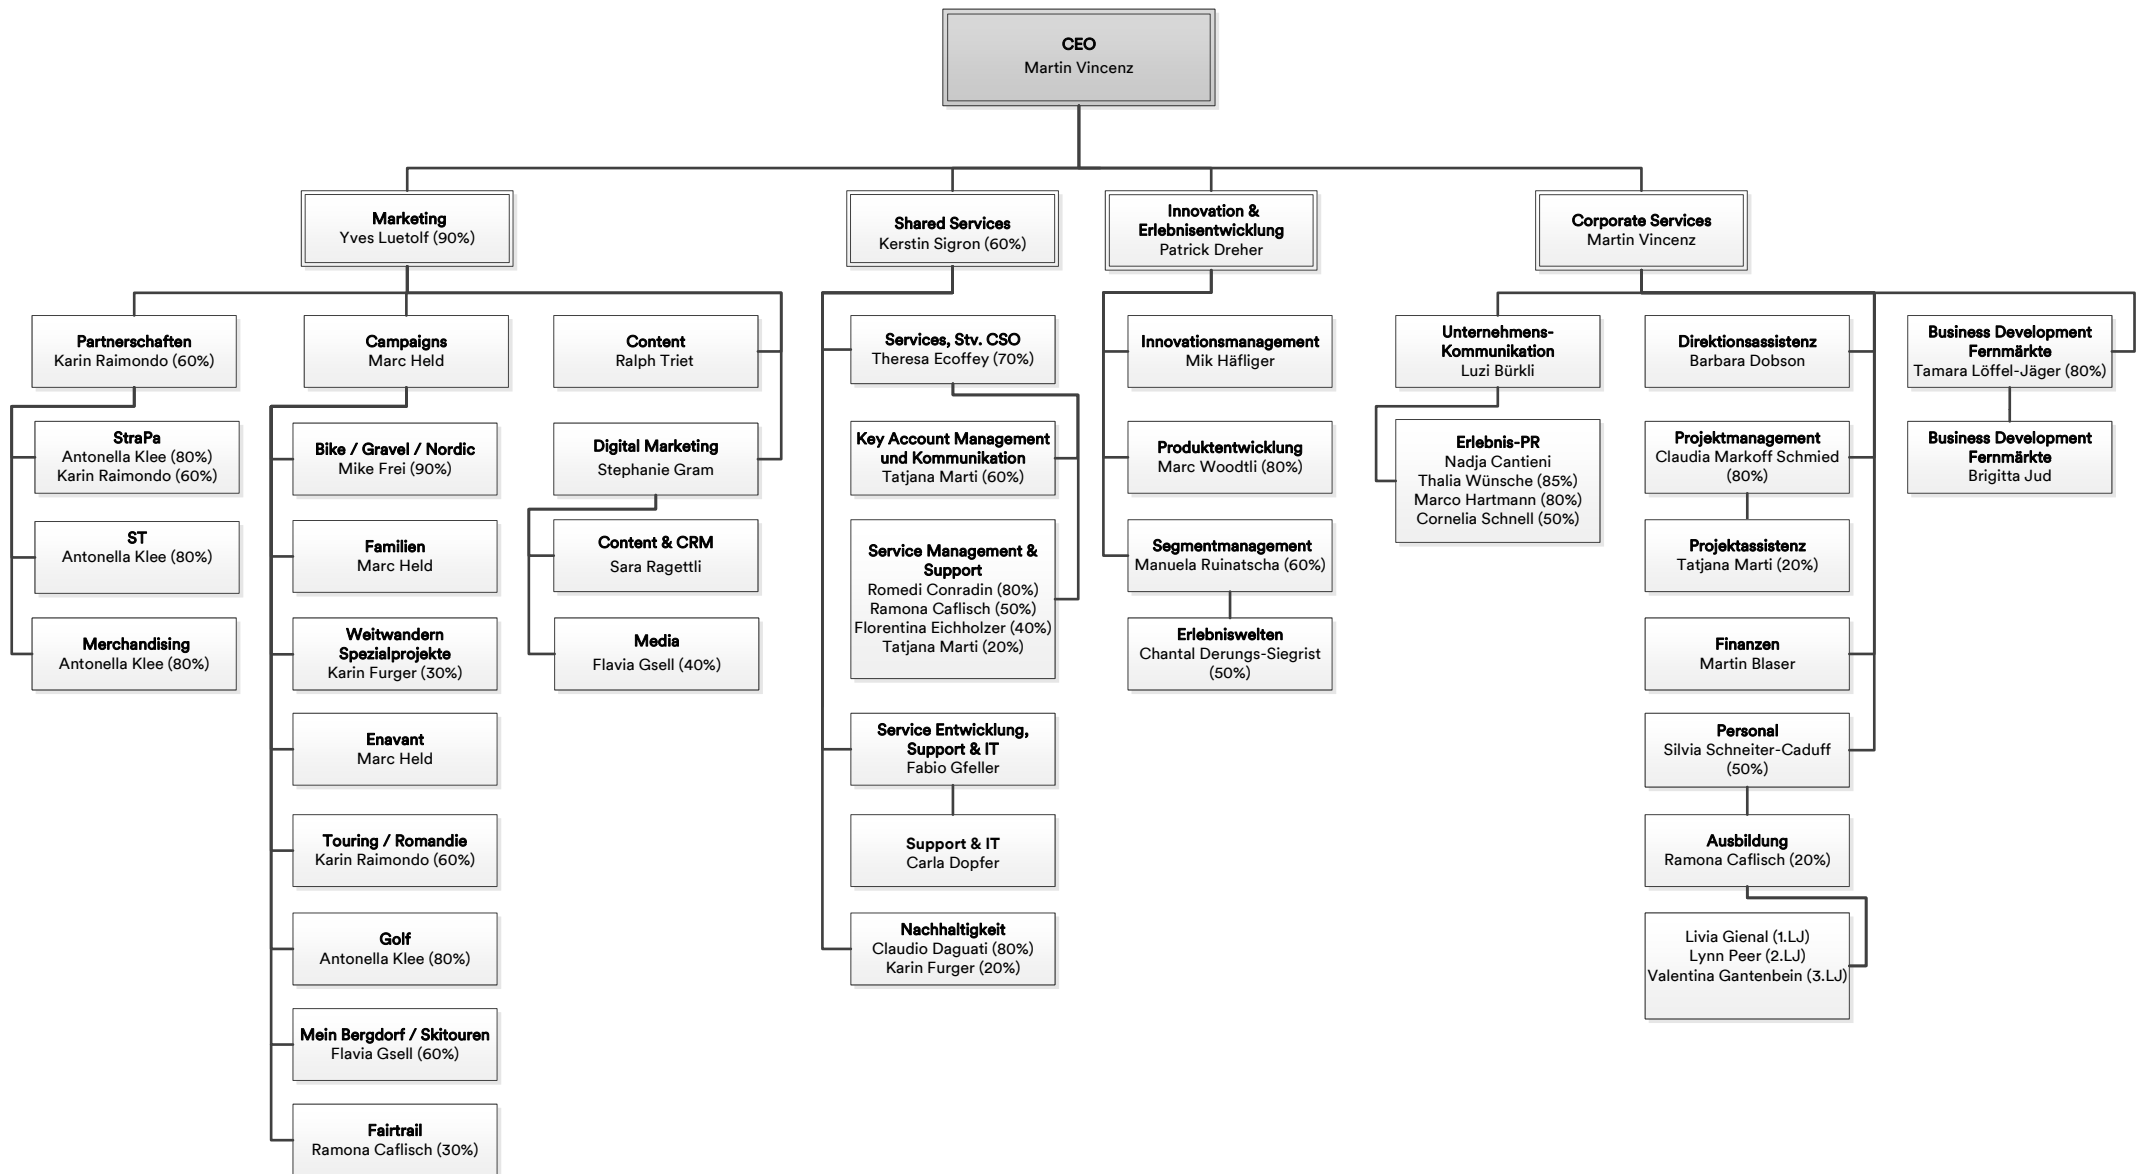 CEO
Martin Vincenz
Marketing
Yves Luetolf (90%)
Shared Services
Kerstin Sigron (60%)
Innovation &
Erlebnisentwicklung
Patrick Dreher
Corporate Services
Martin Vincenz
Partnerschaften
Karin Raimondo (60%)
StraPa
Antonella Klee (80%)
Karin Raimondo (60%)
ST
Antonella Klee (80%)
Merchandising
Antonella Klee (80%)
Campaigns
Marc Held
Bike / Gravel / Nordic
Mike Frei (90%)
Familien
Marc Held
Weitwandern
Spezialprojekte
Karin Furger (30%)
Enavant
Marc Held
Touring / Romandie
Karin Raimondo (60%)
Golf
Antonella Klee (80%)
Mein Bergdorf / Skitouren
Flavia Gsell (60%)
Fairtrail
Ramona Caflisch (30%)
Content
Ralph Triet
Digital Marketing
Stephanie Gram
Content & CRM
Sara Ragettli
Media
Flavia Gsell (40%)
Services, Stv. CSO
Theresa Ecoffey (70%)
Key Account Management
und Kommunikation
Tatjana Marti (60%)
Service Management &
Support
Romedi Conradin (80%)
Ramona Caflisch (50%)
Florentina Eichholzer (40%)
Tatjana Marti (20%)
Service Entwicklung,
Support & IT
Fabio Gfeller
Support & IT
Carla Dopfer
Nachhaltigkeit
Claudio Daguati (80%)
Karin Furger (20%)
Innovationsmanagement
Mik Häfliger
Produktentwicklung
Marc Woodtli (80%)
Segmentmanagement
Manuela Ruinatscha (60%)
Erlebniswelten
Chantal Derungs-Siegrist
(50%)
Unternehmens-
Kommunikation
Luzi Bürkli
Erlebnis-PR
Nadja Cantieni
Thalia Wünsche (85%)
Marco Hartmann (80%)
Cornelia Schnell (50%)
Direktionsassistenz
Barbara Dobson
Projektmanagement
Claudia Markoff Schmied
(80%)
Projektassistenz
Tatjana Marti (20%)
Finanzen
Martin Blaser
Personal
Silvia Schneiter-Caduff
(50%)
Ausbildung
Ramona Caflisch (20%)
Livia Gienal (1.LJ)
Lynn Peer (2.LJ)
Valentina Gantenbein (3.LJ)
Business Development
Fernmärkte
Tamara Löffel-Jäger (80%)
Business Development
Fernmärkte
Brigitta Jud